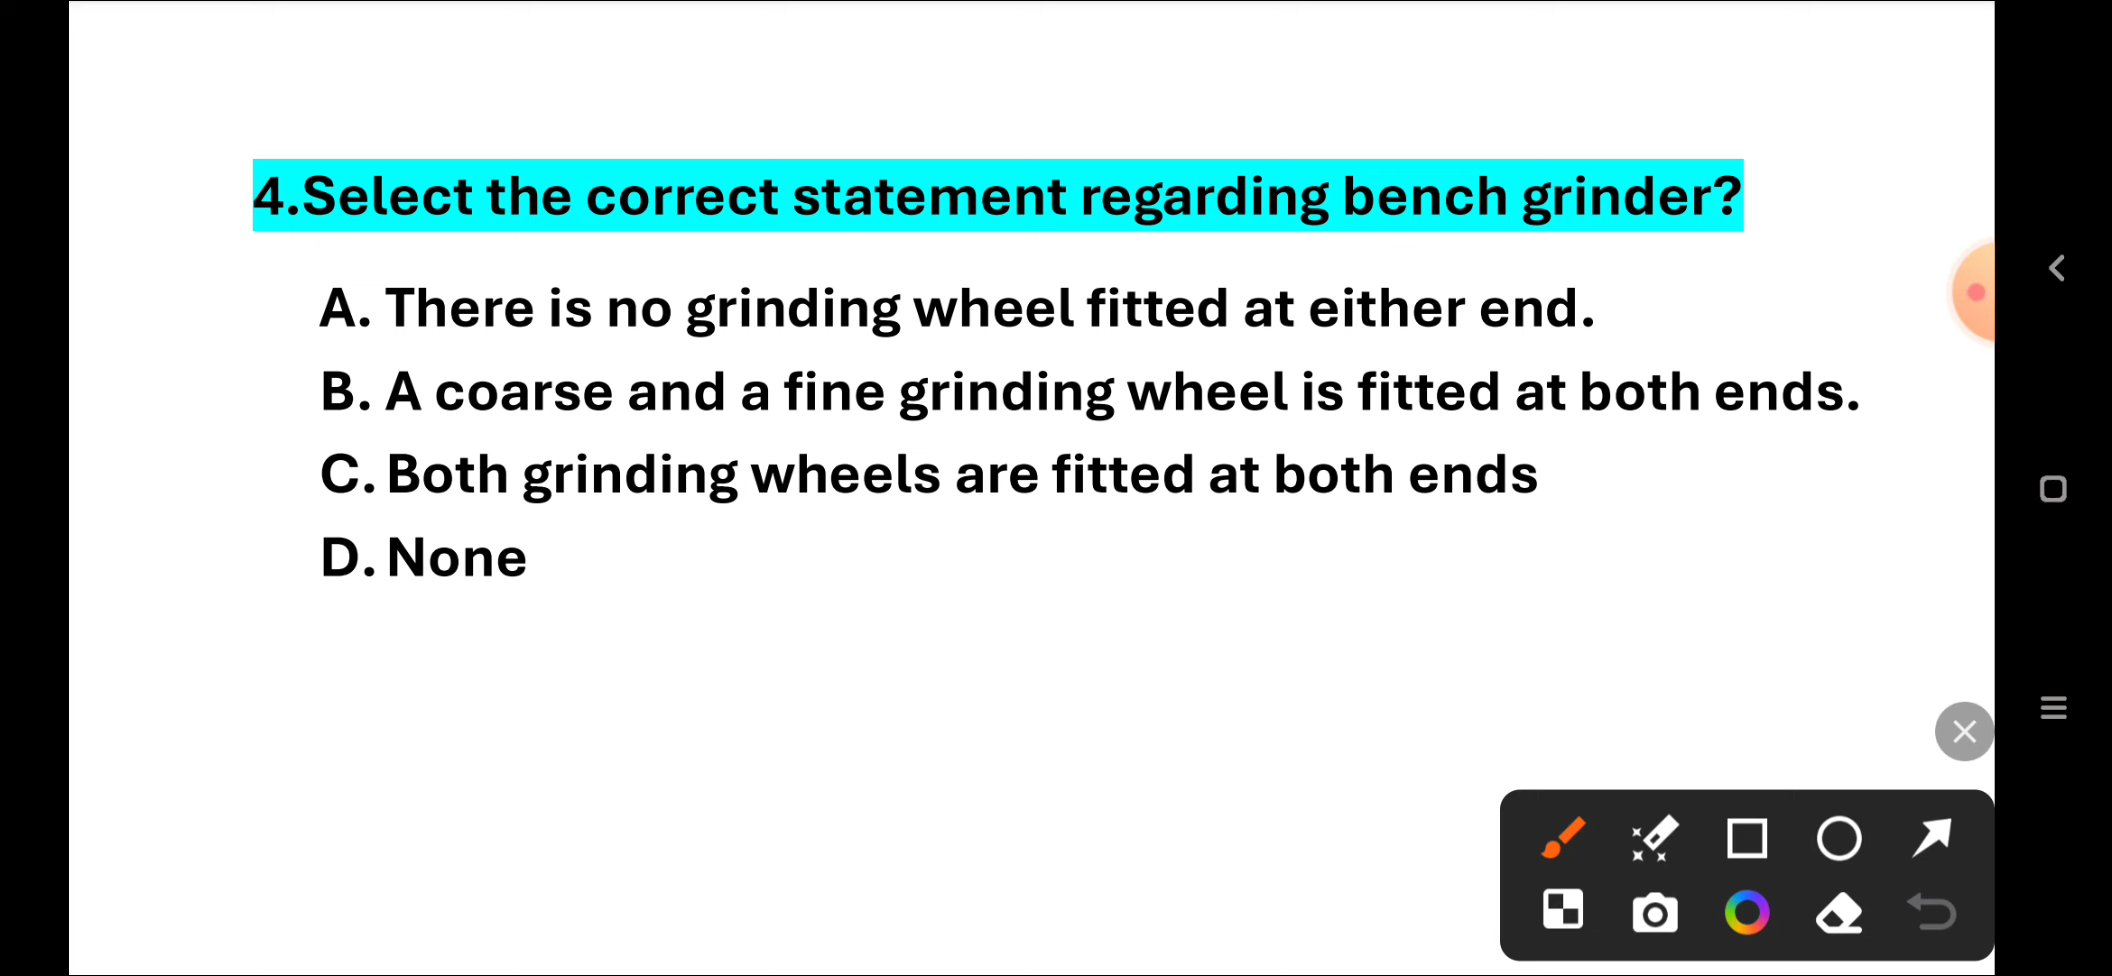 4.Select the correct statement regarding bench grinder?
A. There is no grinding wheel fitted at either end.
B. A coarse and a fine grinding wheel is fitted at both ends.
C. Both grinding wheels are fitted at both ends
D. None